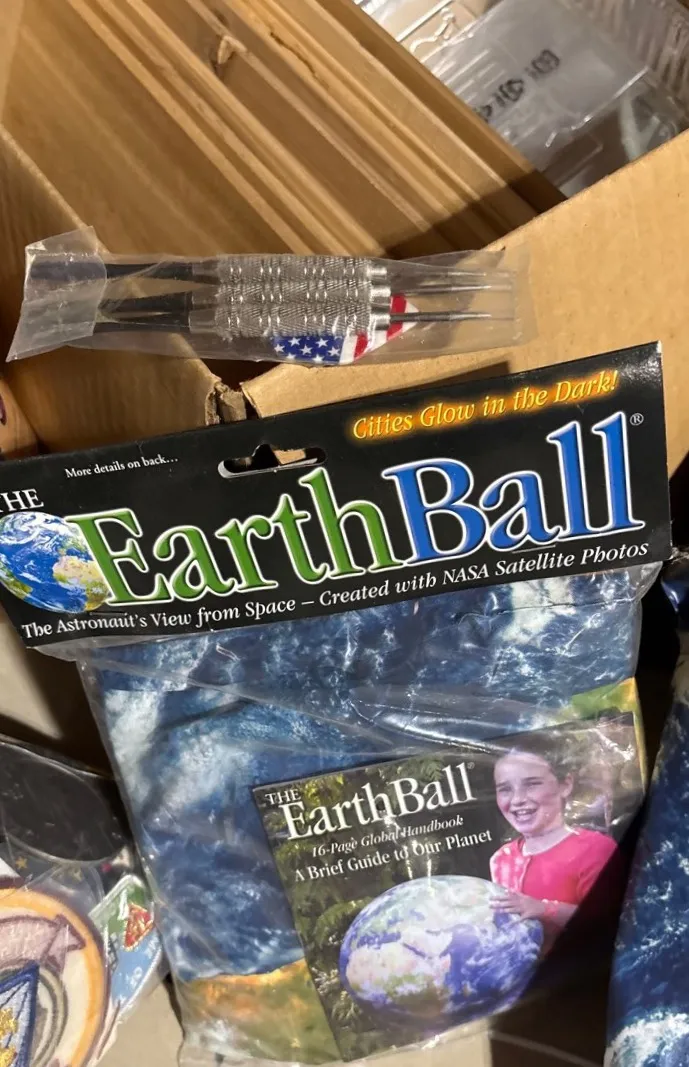 Cities Glow in the Dark!
More details on back...
THE
EarthBall®
The Astronaut's View from Space – Created with NASA Satellite Photos
THE
EarthBall®
16-Page Global Handbook
A Brief Guide to Our Planet